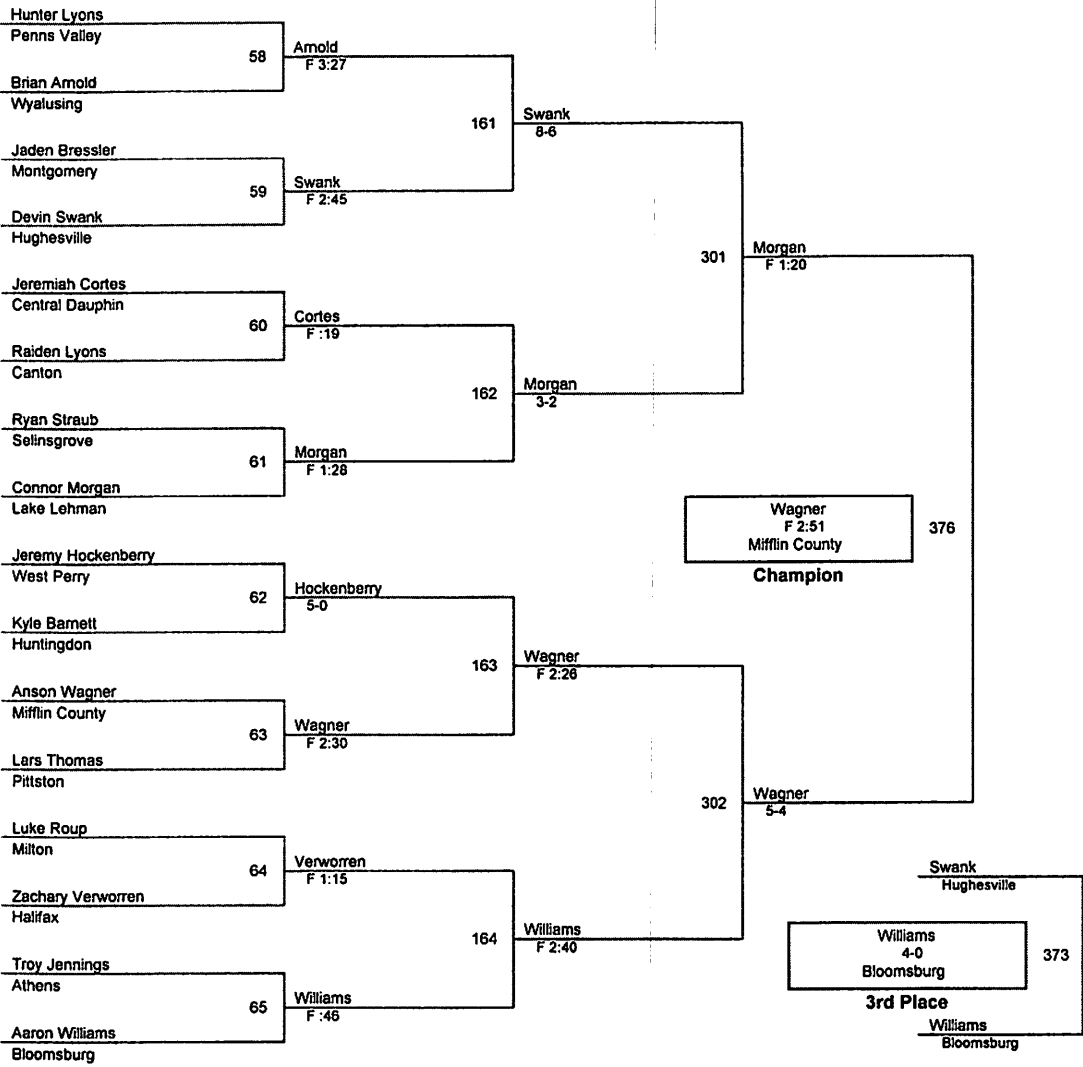 Hunter Lyons
Penns Valley
58
Brian Arnold
Wyalusing
Arnold
F 3:27
161
Jaden Bressler
Montgomery
59
Devin Swank
Hughesville
Swank
F 2:45
Swank
8-6
301
Jeremiah Cortes
Central Dauphin
60
Raiden Lyons
Canton
Cortes
F :19
162
Ryan Straub
Selinsgrove
61
Connor Morgan
Lake Lehman
Morgan
F 1:28
Morgan
3-2
Morgan
F 1:20
Wagner
F 2:51
Mifflin County
Champion
376
Jeremy Hockenberry
West Perry
62
Kyle Barnett
Huntingdon
Hockenberry
5-0
163
Anson Wagner
Mifflin County
63
Lars Thomas
Pittston
Wagner
F 2:30
Wagner
F 2:26
302
Wagner
5-4
Luke Roup
Milton
64
Zachary Verworren
Halifax
Verworren
F 1:15
164
Troy Jennings
Athens
65
Aaron Williams
Bloomsburg
Williams
F :46
Williams
F 2:40
Swank
Hughesville
Williams
4-0
Bloomsburg
3rd Place
373
Williams
Bloomsburg